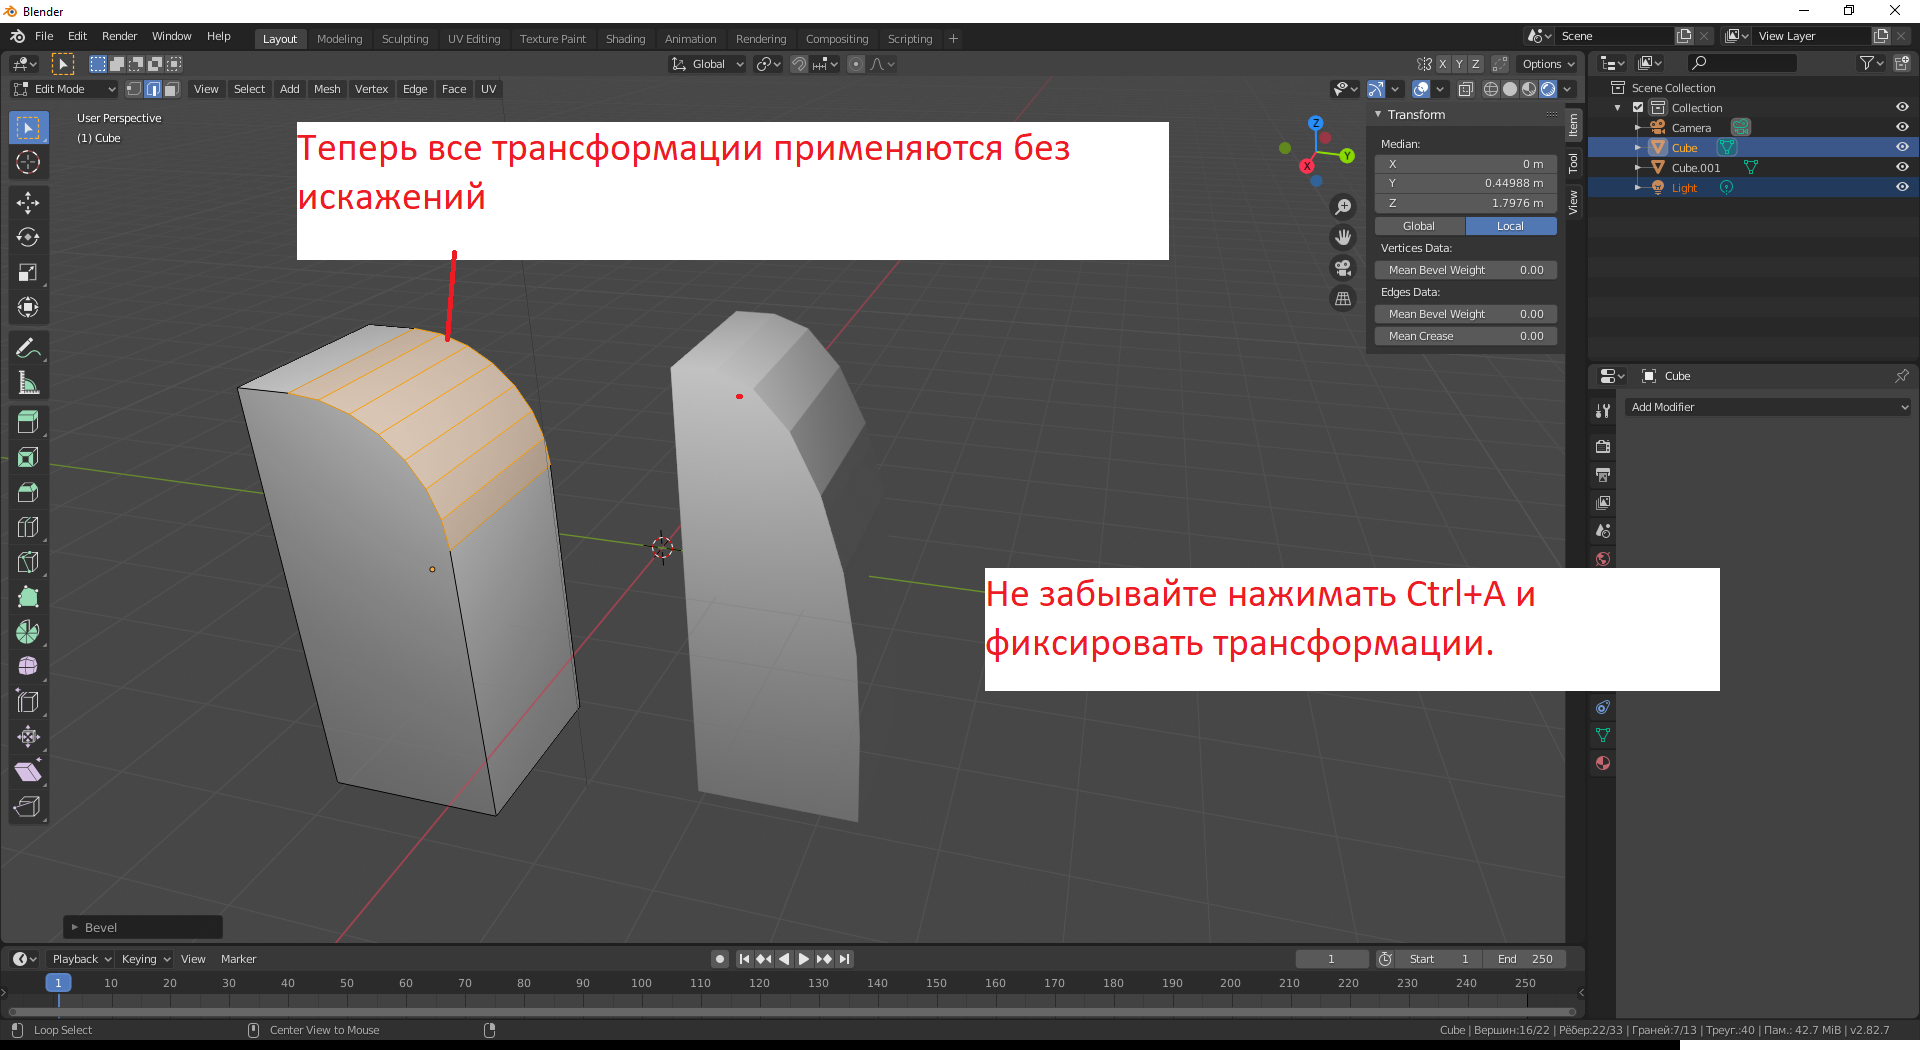 Blender
File Edit Render Window Help
Layout Modeling Sculpting UV Editing Texture Paint Shading Animation Rendering Compositing Scripting +
Scene
View Layer
Global
X Y Z
Options
Edit Mode
View Select Add Mesh Vertex Edge Face UV
User Perspective
(1) Cube
Теперь все трансформации применяются без
искажений
Z
Y
X
Transform
Median:
X 0 m
Y 0.44988 m
Z 1.7976 m
Global Local
Vertices Data:
Mean Bevel Weight 0.00
Edges Data:
Mean Bevel Weight 0.00
Mean Crease 0.00
Item
Tool
View
Scene Collection
Collection
Camera
Cube
Cube.001
Light
Cube
Add Modifier
Не забывайте нажимать Ctrl+A и
фиксировать трансформации.
Bevel
Playback Keying View Marker
1
Start 1
End 250
1 10 20 30 40 50 60 70 80 90 100 110 120 130 140 150 160 170 180 190 200 210 220 230 240 250
Loop Select
Center View to Mouse
Cube | Вершин:16/22 | Рёбер:22/33 | Граней:7/13 | Треуг.:40 | Пам.: 42.7 MiB | v2.82.7